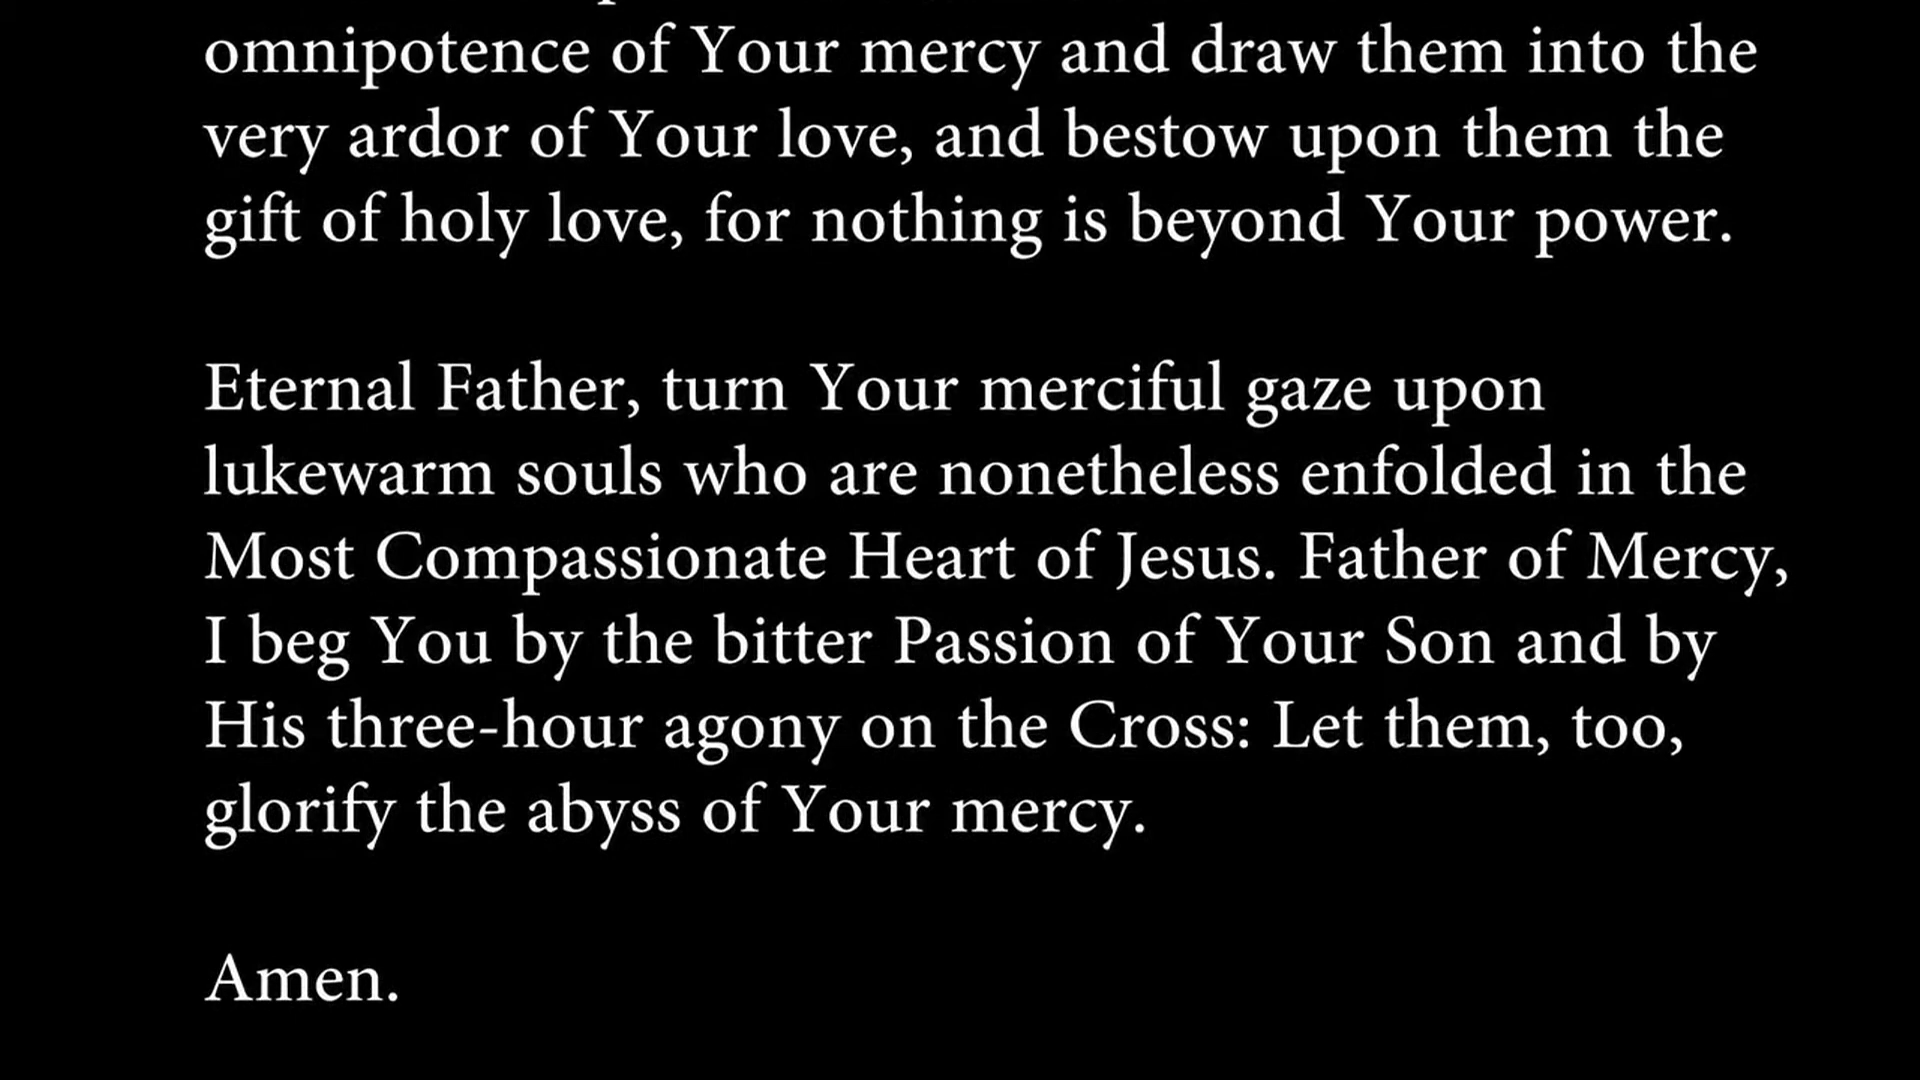 omnipotence of Your mercy and draw them into the
very ardor of Your love, and bestow upon them the
gift of holy love, for nothing is beyond Your power.
Eternal Father, turn Your merciful gaze upon
lukewarm souls who are nonetheless enfolded in the
Most Compassionate Heart of Jesus. Father of Mercy,
I beg You by the bitter Passion of Your Son and by
His three-hour agony on the Cross: Let them, too,
glorify the abyss of Your mercy.
Amen.